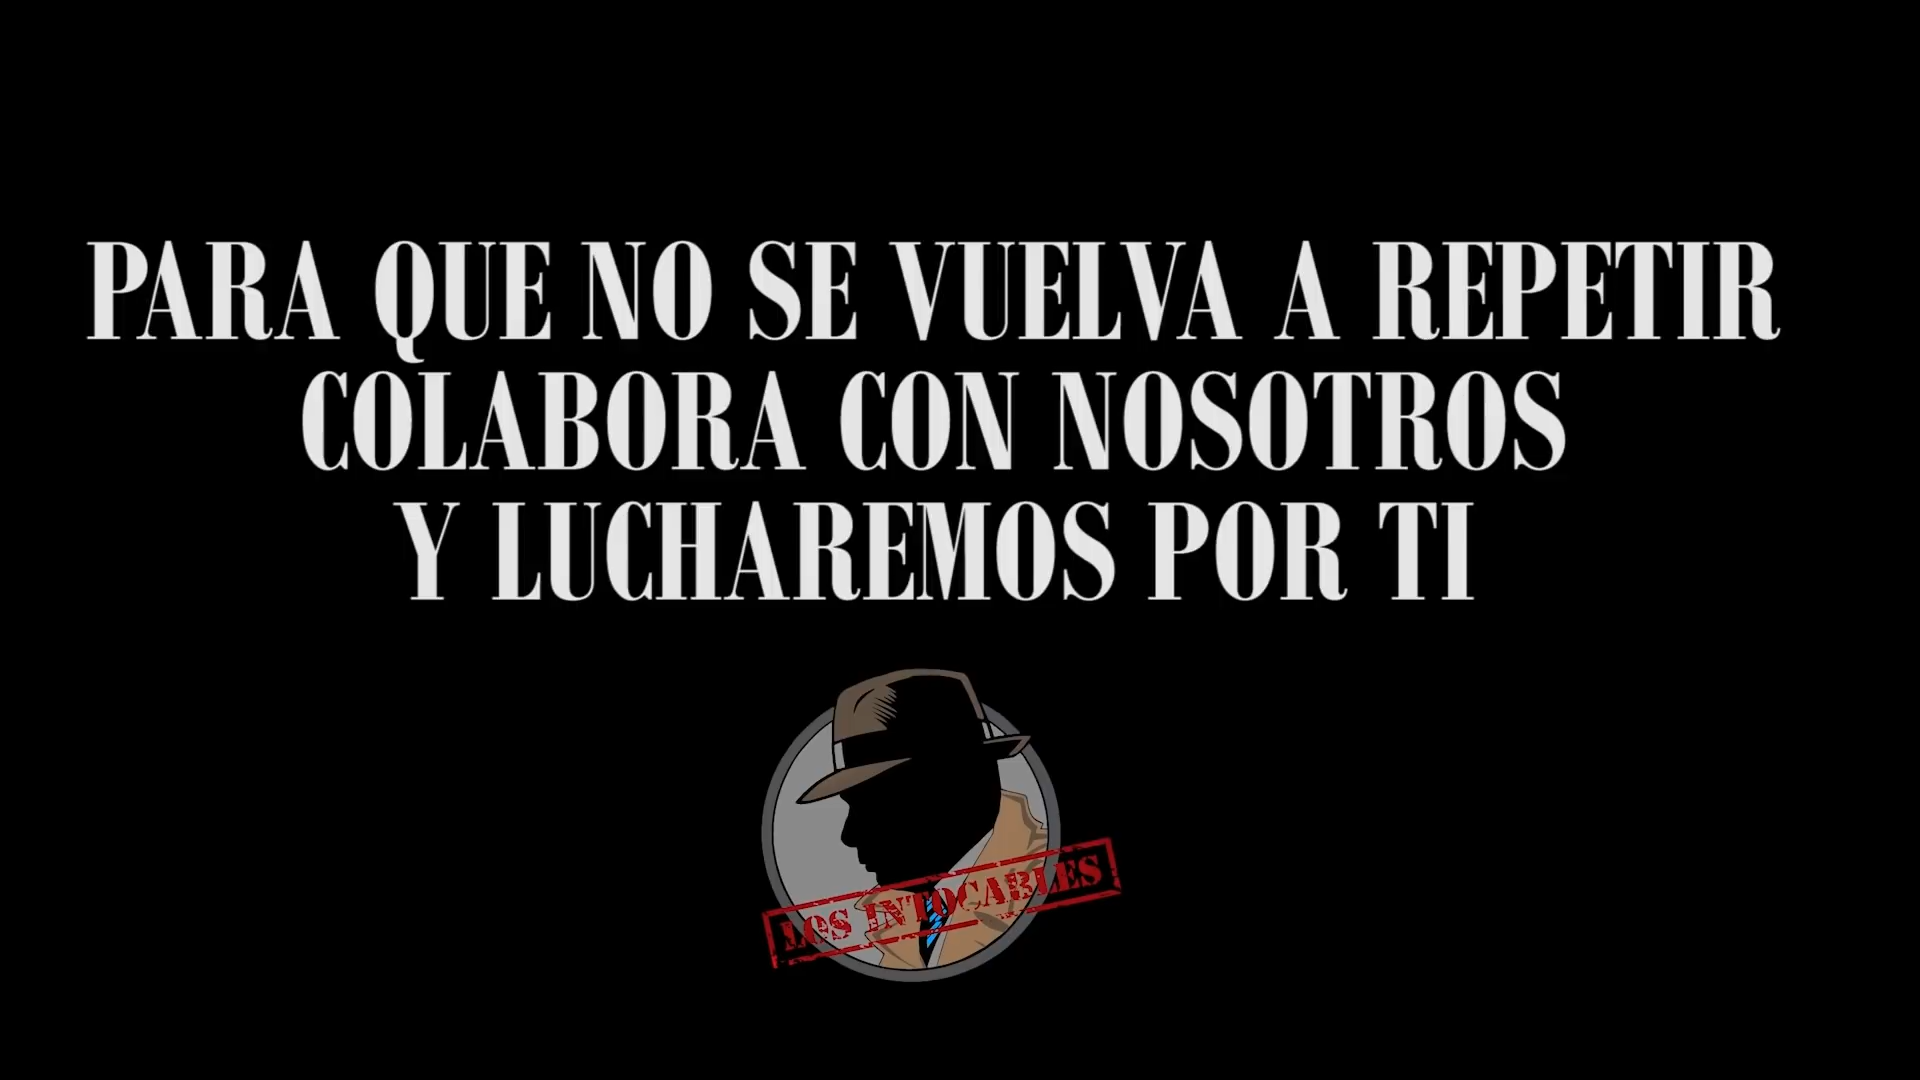 PARA QUE NO SE VUELVA A REPETIR
COLABORA CON NOSOTROS
Y LUCHAREMOS POR TI
LOS INTOCABLES